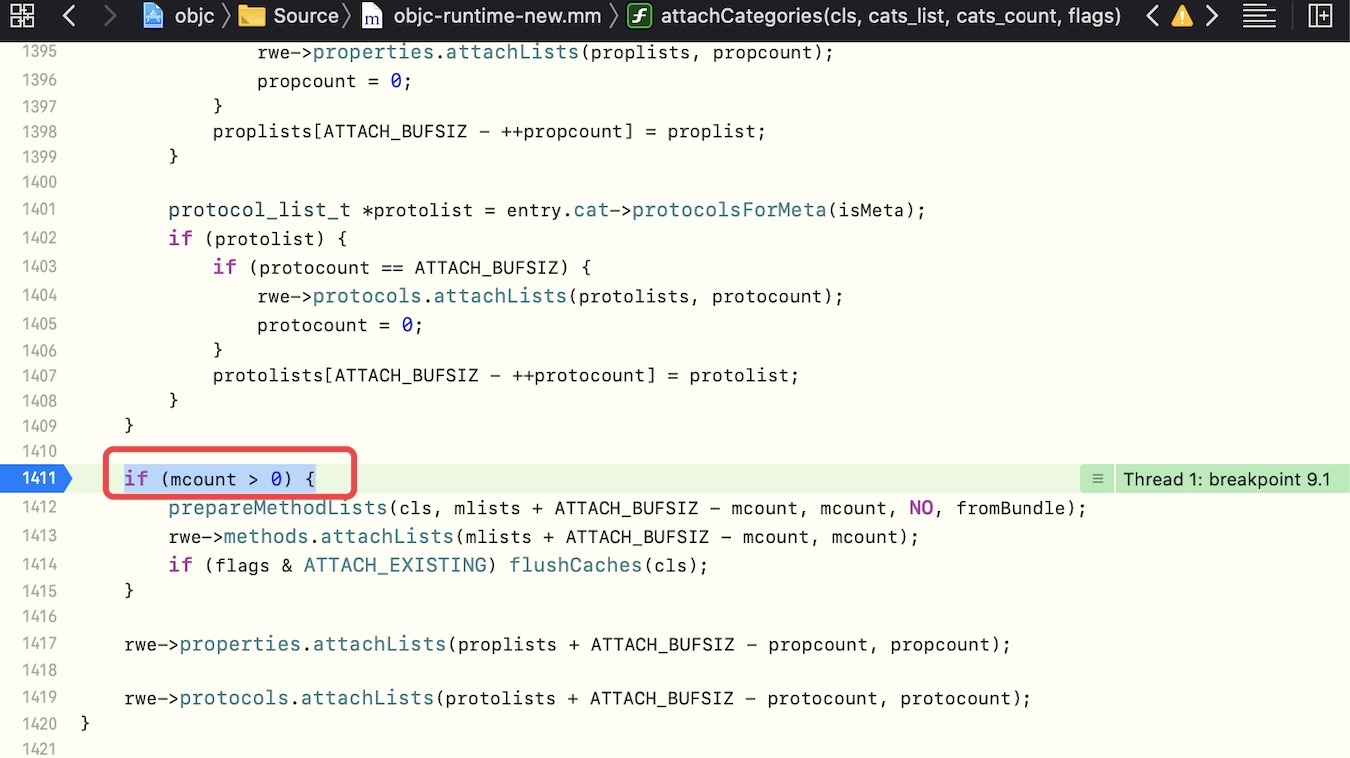 objc Source objc-runtime-new.mm attachCategories(cls, cats_list, cats_count, flags)
1395 rwe->properties.attachLists(proplists, propcount);
1396 propcount = 0;
1397 }
1398 proplists[ATTACH_BUFSIZ - ++propcount] = proplist;
1399 }
1400
1401 protocol_list_t *protolist = entry.cat->protocolsForMeta(isMeta);
1402 if (protolist) {
1403 if (protocount == ATTACH_BUFSIZ) {
1404 rwe->protocols.attachLists(protolists, protocount);
1405 protocount = 0;
1406 }
1407 protolists[ATTACH_BUFSIZ - ++protocount] = protolist;
1408 }
1409 }
1410
1411 if (mcount > 0) { Thread 1: breakpoint 9.1
1412 prepareMethodLists(cls, mlists + ATTACH_BUFSIZ - mcount, mcount, NO, fromBundle);
1413 rwe->methods.attachLists(mlists + ATTACH_BUFSIZ - mcount, mcount);
1414 if (flags & ATTACH_EXISTING) flushCaches(cls);
1415 }
1416
1417 rwe->properties.attachLists(proplists + ATTACH_BUFSIZ - propcount, propcount);
1418
1419 rwe->protocols.attachLists(protolists + ATTACH_BUFSIZ - protocount, protocount);
1420 }
1421